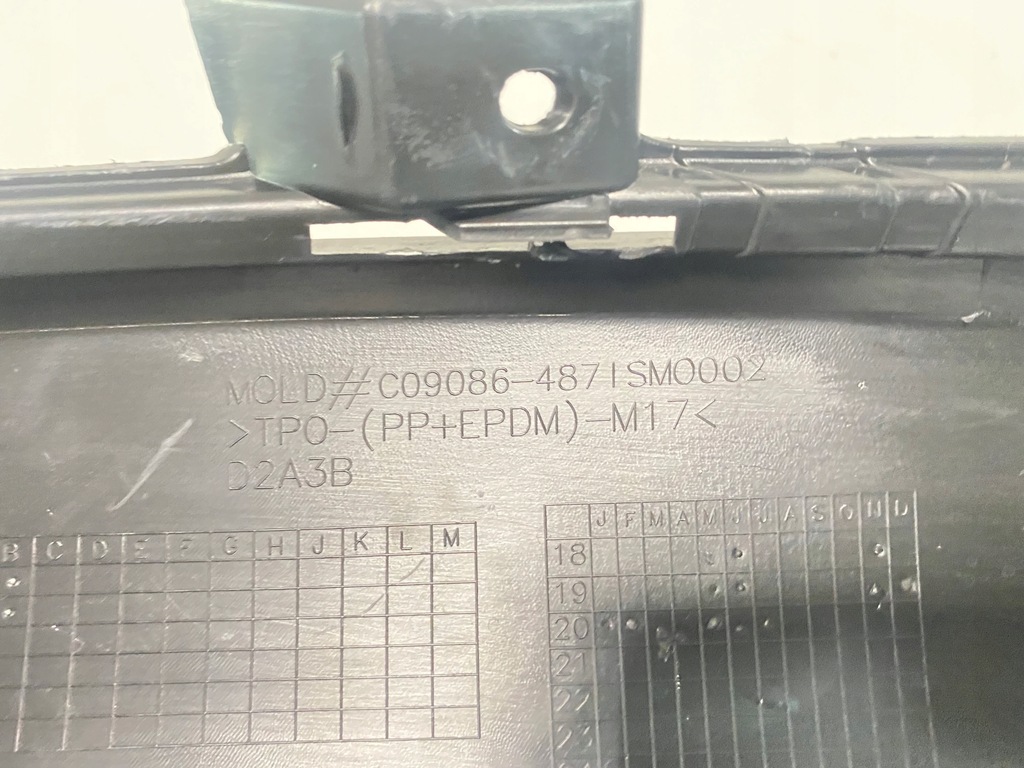 MOLD# C09086-4871SM0002
>TPO-(PP+EPDM)-M17<
D2A3B
B C D E F G H J K L M
J F M A M J J A S O N D
18
19
20
21
22
23